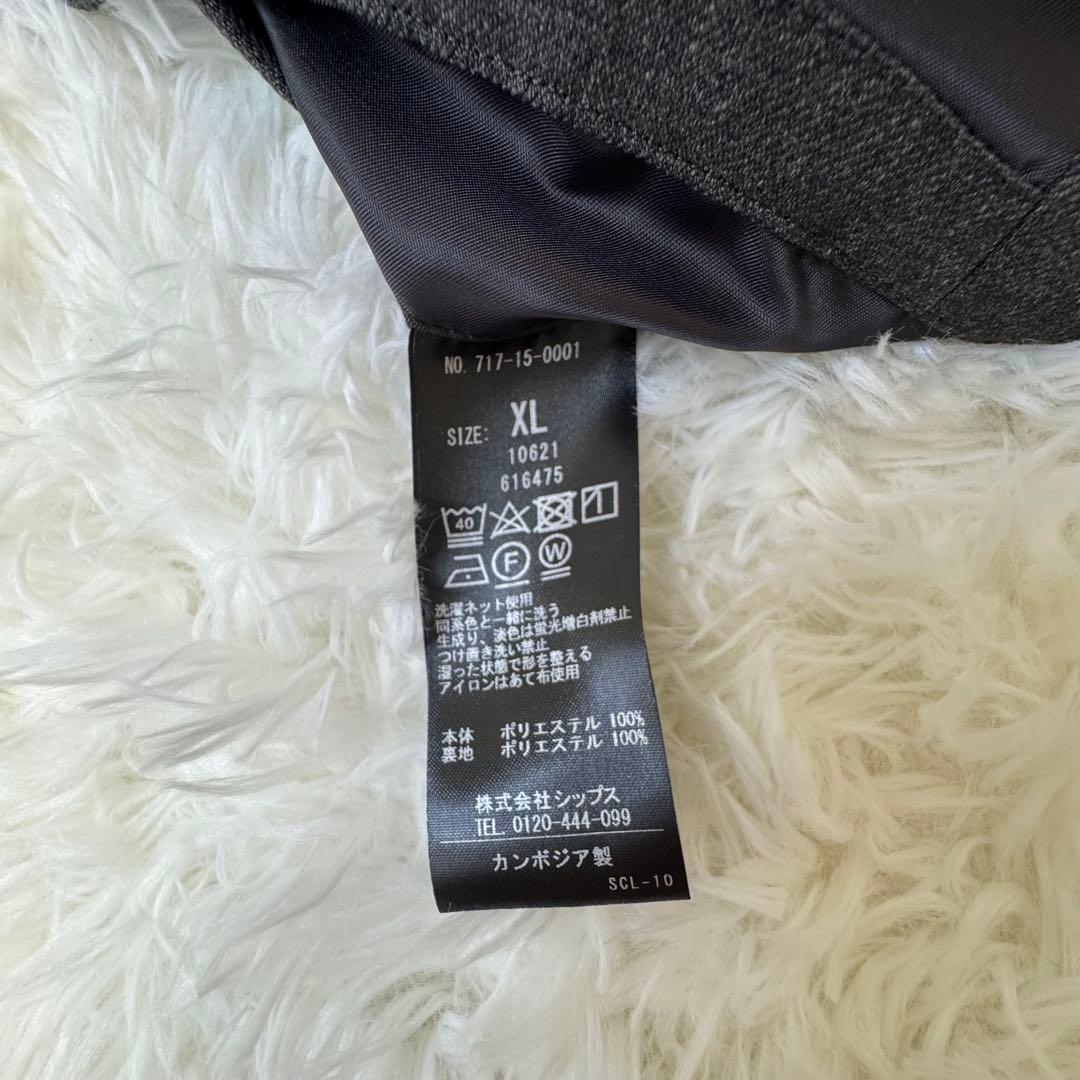 NO. 717-15-0001
SIZE: XL
10621
616475
40
F W
洗濯ネット使用
同系色と一緒に洗う
生成り、淡色は蛍光増白剤禁止
つけ置き洗い禁止
湿った状態で形を整える
アイロンはあて布使用
本体 ポリエステル 100%
裏地 ポリエステル 100%
株式会社シップス
TEL. 0120-444-099
カンボジア製
SCL-10